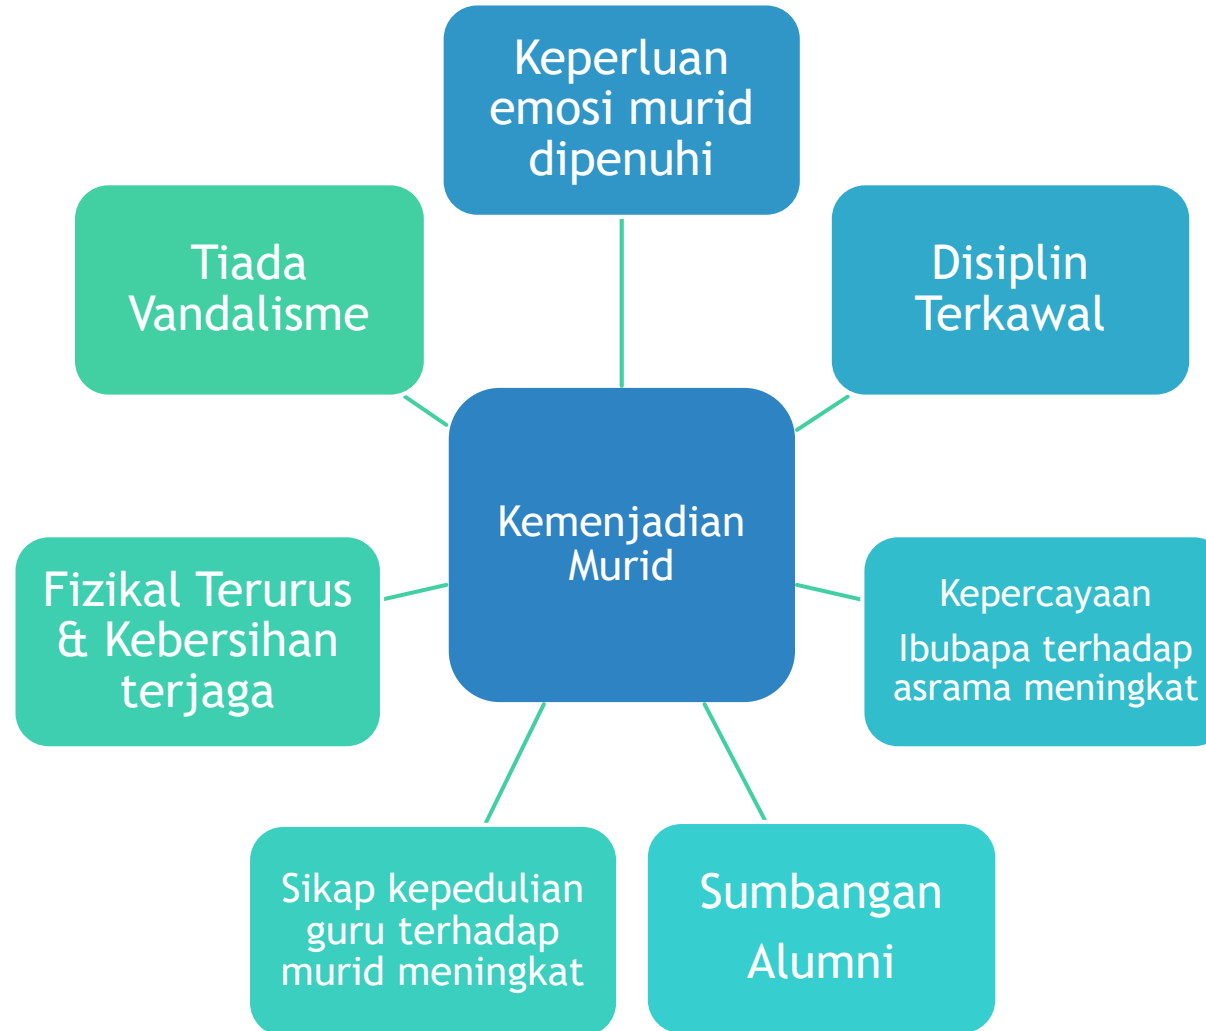 Keperluan
emosi murid
dipenuhi
Tiada
Vandalisme
Disiplin
Terkawal
Kemenjadian
Murid
Fizikal Terurus
& Kebersihan
terjaga
Kepercayaan
Ibubapa terhadap
asrama meningkat
Sikap kepedulian
guru terhadap
murid meningkat
Sumbangan
Alumni